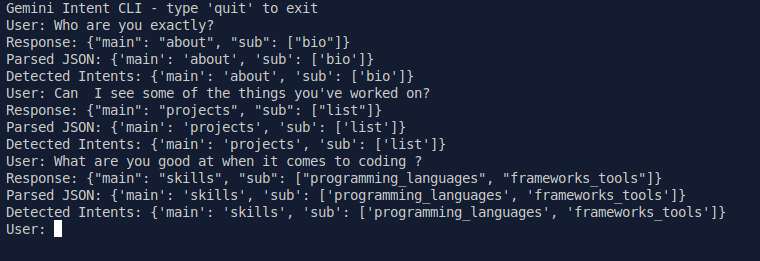 Gemini Intent CLI - type 'quit' to exit
User: Who are you exactly?
Response: {"main": "about", "sub": ["bio"]}
Parsed JSON: {'main': 'about', 'sub': ['bio']}
Detected Intents: {'main': 'about', 'sub': ['bio']}
User: Can  I see some of the things you've worked on?
Response: {"main": "projects", "sub": ["list"]}
Parsed JSON: {'main': 'projects', 'sub': ['list']}
Detected Intents: {'main': 'projects', 'sub': ['list']}
User: What are you good at when it comes to coding ?
Response: {"main": "skills", "sub": ["programming_languages", "frameworks_tools"]}
Parsed JSON: {'main': 'skills', 'sub': ['programming_languages', 'frameworks_tools']}
Detected Intents: {'main': 'skills', 'sub': ['programming_languages', 'frameworks_tools']}
User: